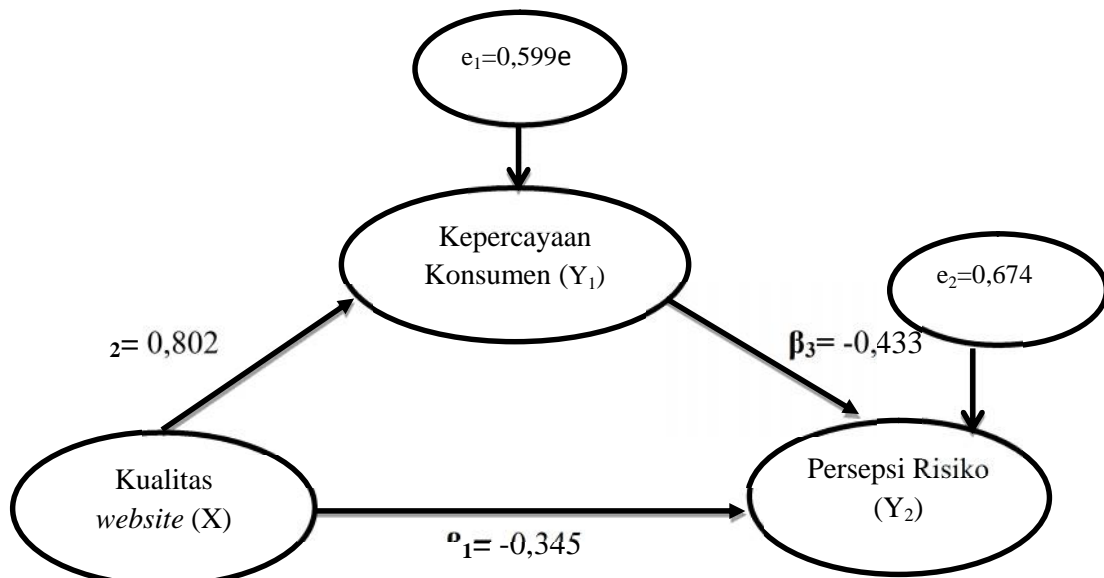 e₁=0,599e
Kepercayaan
Konsumen (Y₁)
e₂=0,674
₂= 0,802
β₃= -0,433
Kualitas
website (X)
Persepsi Risiko
(Y₂)
₁= -0,345